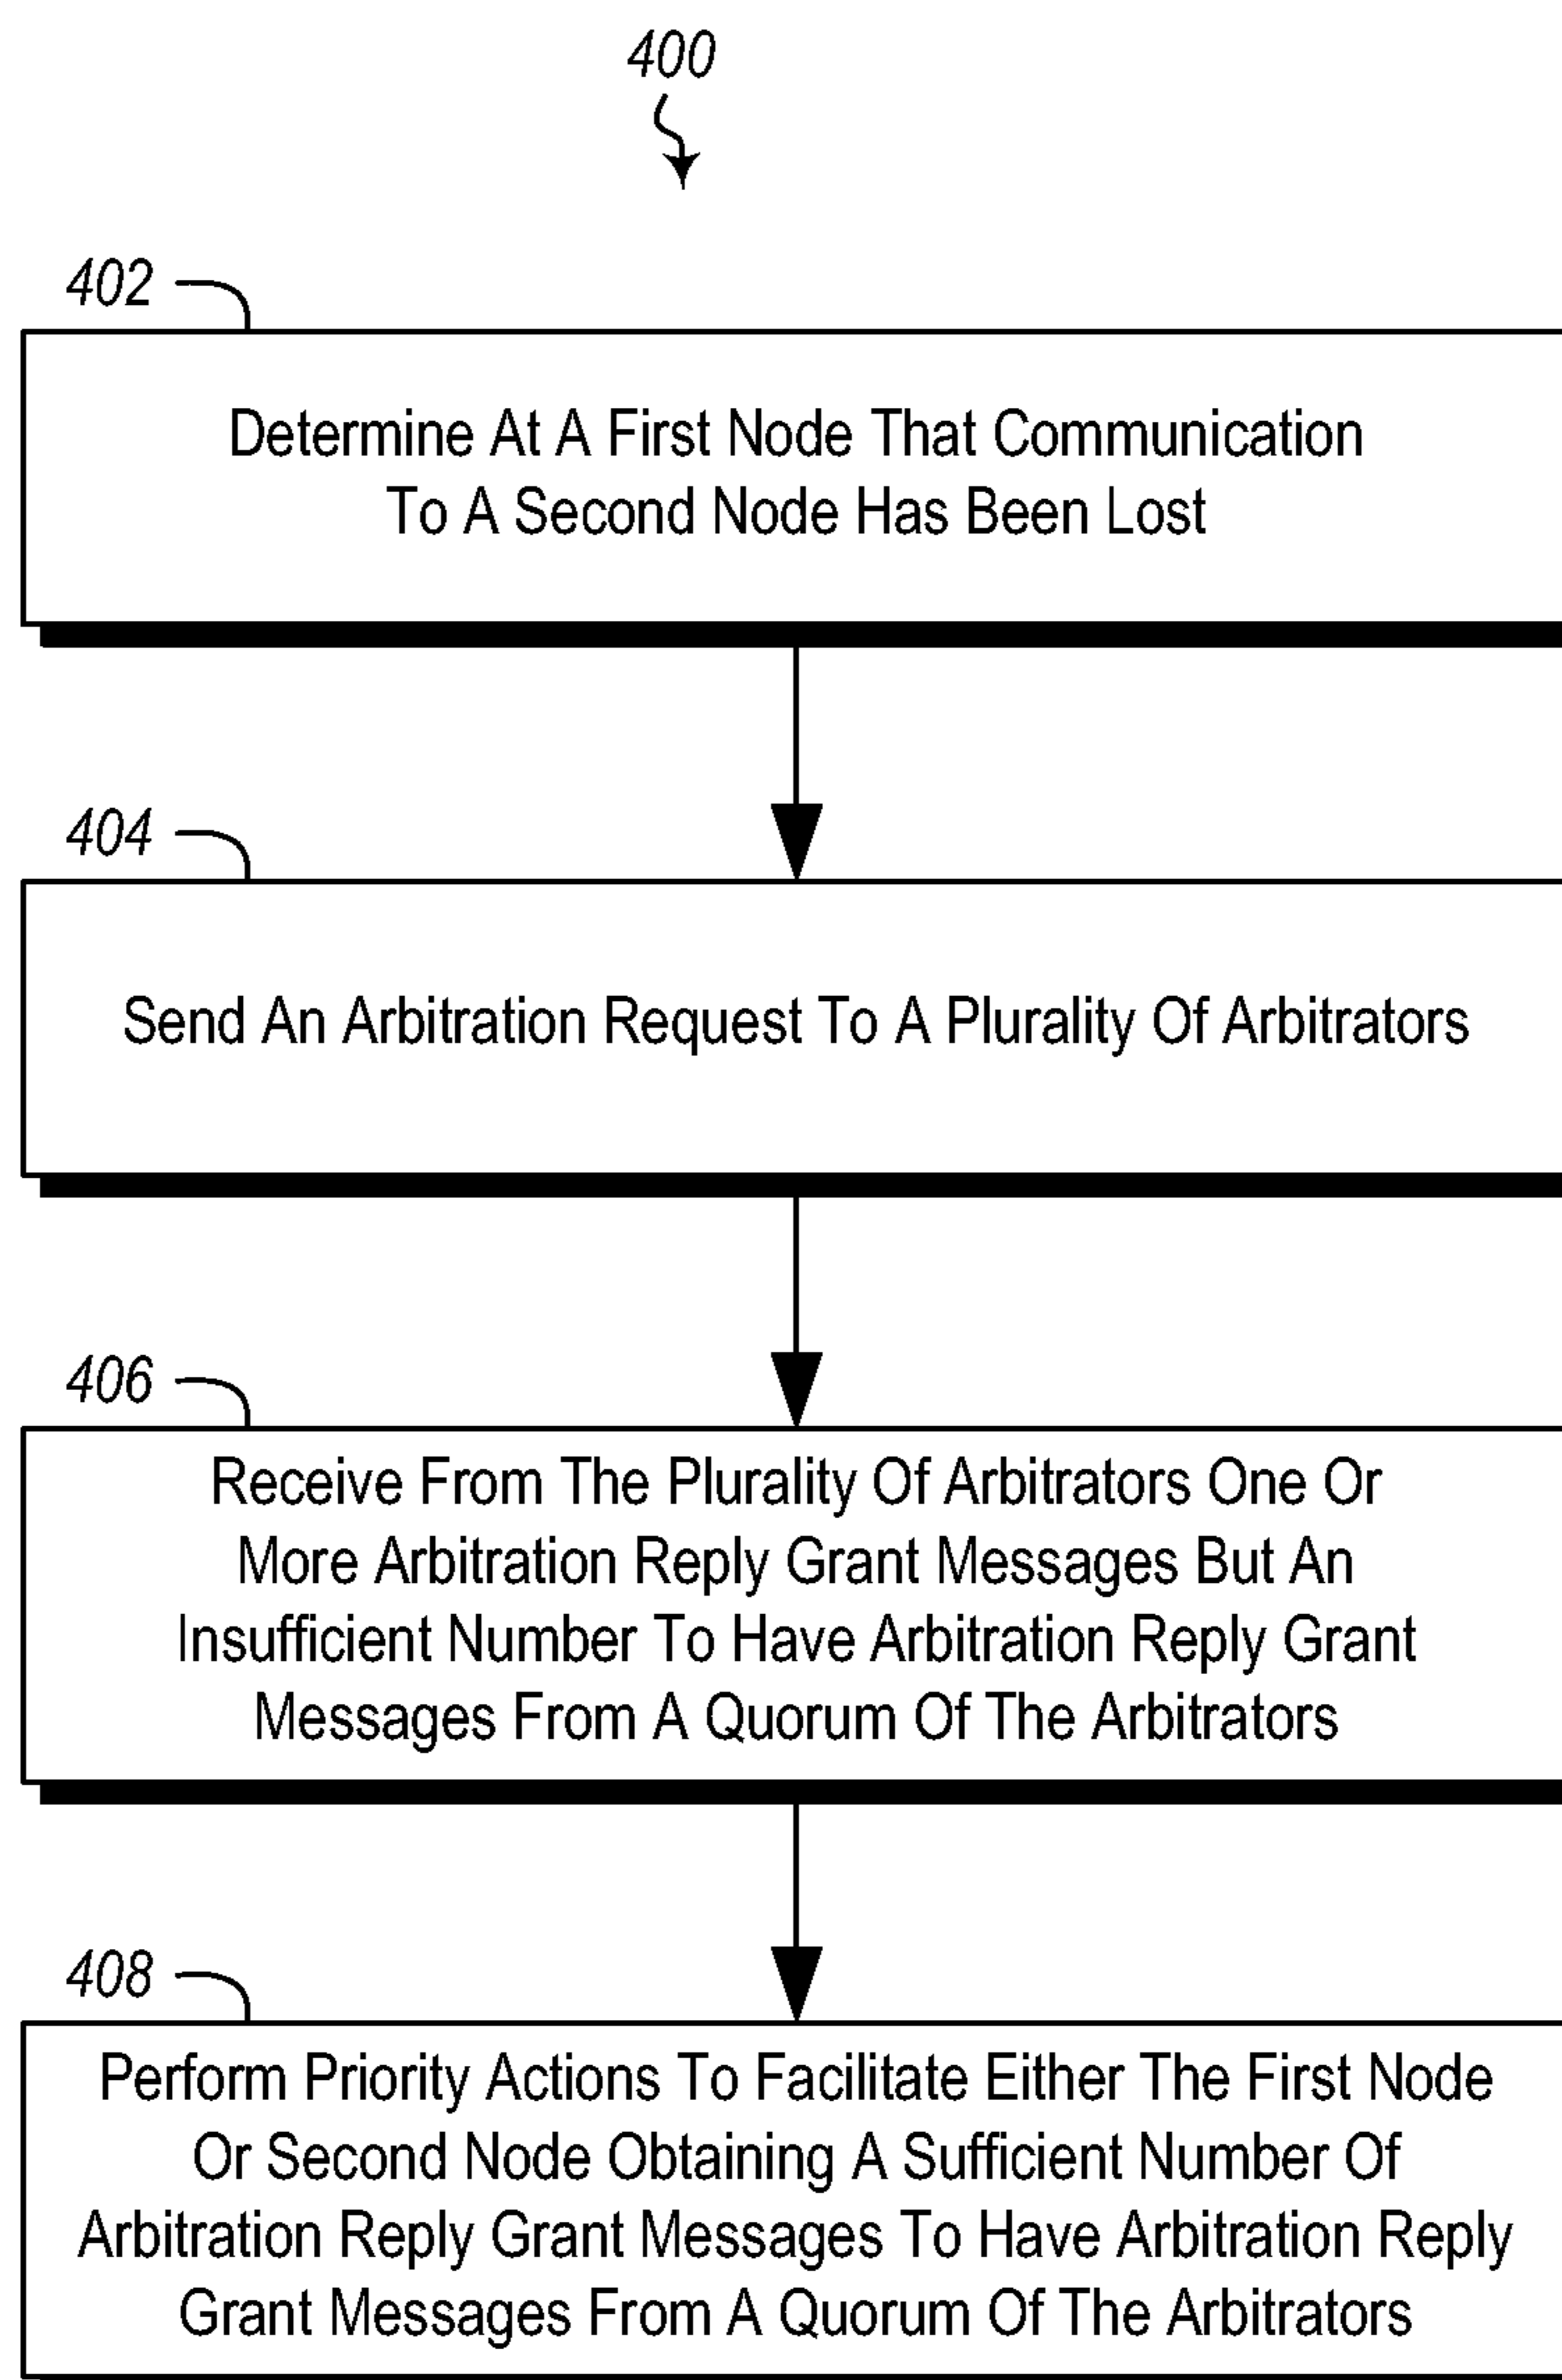 400
402
Determine At A First Node That Communication
To A Second Node Has Been Lost
404
Send An Arbitration Request To A Plurality Of Arbitrators
406
Receive From The Plurality Of Arbitrators One Or
More Arbitration Reply Grant Messages But An
Insufficient Number To Have Arbitration Reply Grant
Messages From A Quorum Of The Arbitrators
408
Perform Priority Actions To Facilitate Either The First Node
Or Second Node Obtaining A Sufficient Number Of
Arbitration Reply Grant Messages To Have Arbitration Reply
Grant Messages From A Quorum Of The Arbitrators